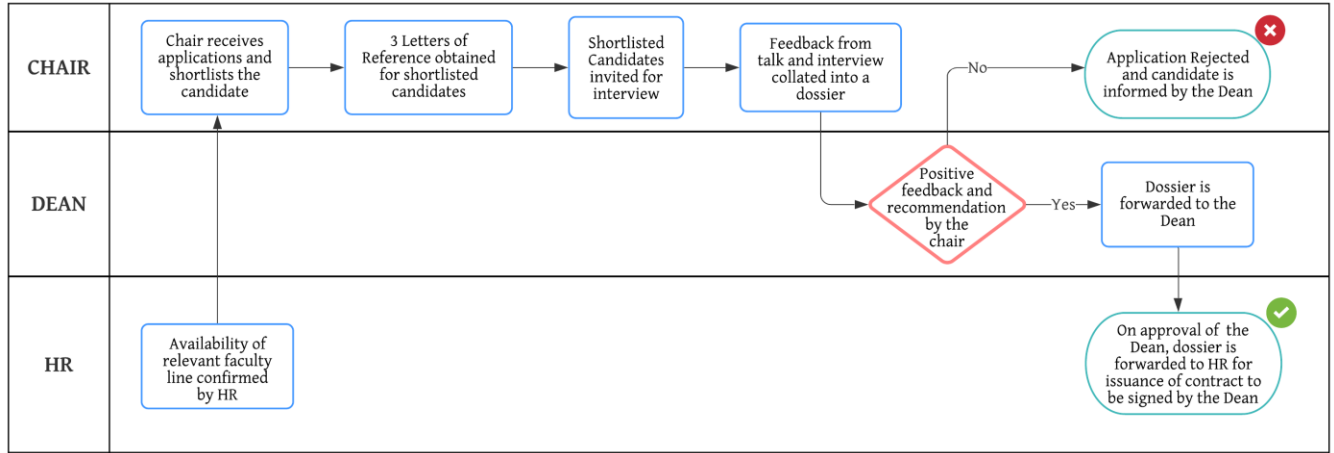 CHAIR
Chair receives
applications and
shortlists the
candidate
3 Letters of
Reference obtained
for shortlisted
candidates
Shortlisted
Candidates
invited for
interview
Feedback from
talk and interview
collated into a
dossier
No
Application Rejected
and candidate is
informed by the Dean
DEAN
Positive
feedback and
recommendation
by the
chair
Yes
Dossier is
forwarded to the
Dean
HR
Availability of
relevant faculty
line confirmed
by HR
On approval of the
Dean, dossier is
forwarded to HR for
issuance of contract to
be signed by the Dean